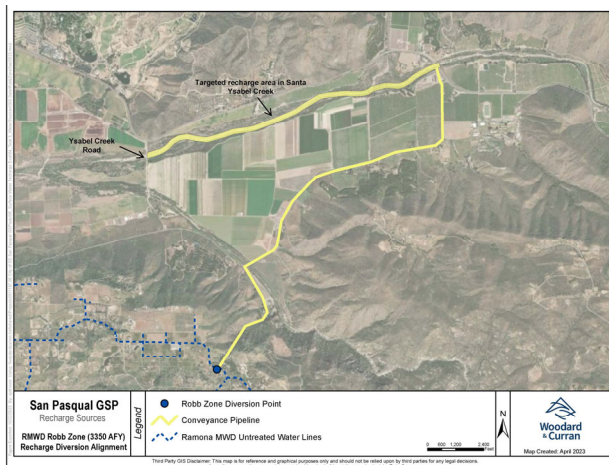 Targeted recharge area in Santa
Ysabel Creek
Ysabel Creek
Road
San Pasqual GSP
Recharge Sources
RMWD Robb Zone (3350 AFY)
Recharge Diversion Alignment
Legend
Robb Zone Diversion Point
Conveyance Pipeline
Ramona MWD Untreated Water Lines
N
0 600 1,200 2,400
Feet
Woodard
& Curran
Map Created: April 2023
Third Party GIS Disclaimer: This map is for reference and graphical purposes only and should not be relied upon by third parties for any legal decisions.